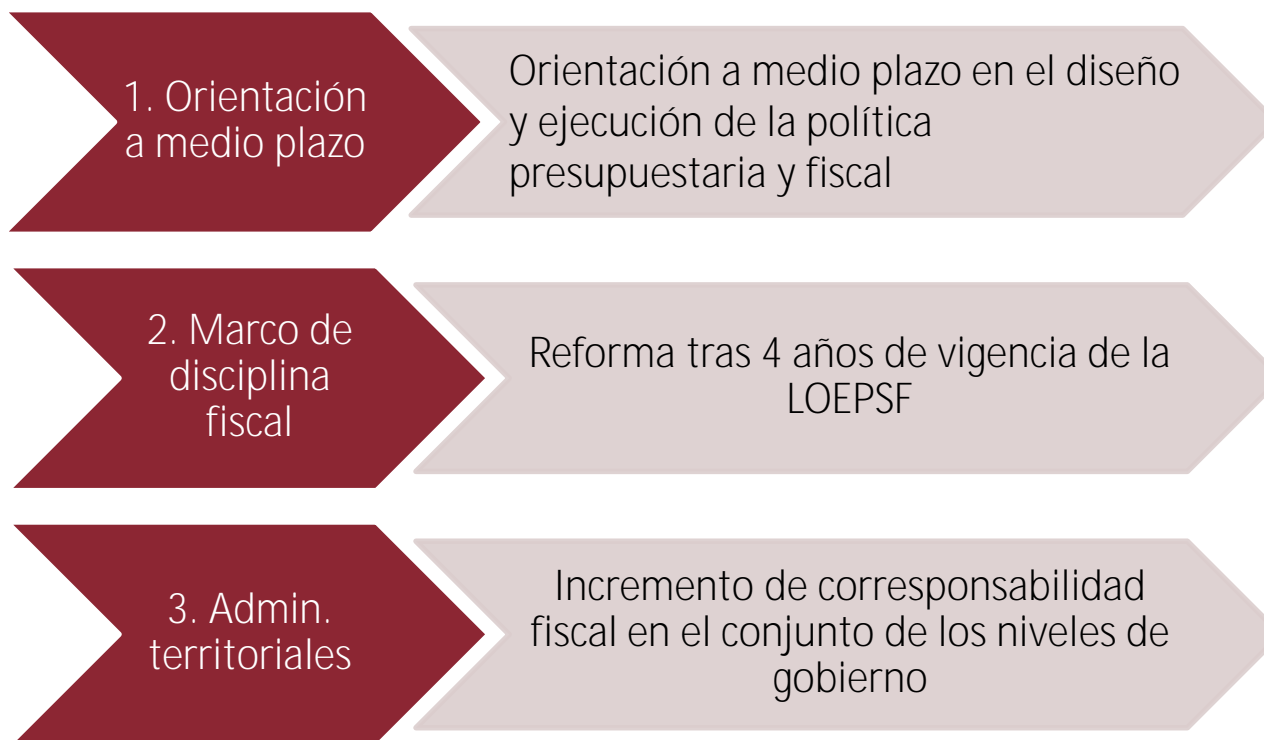 1. Orientación
a medio plazo
Orientación a medio plazo en el diseño
y ejecución de la política
presupuestaria y fiscal
2. Marco de
disciplina
fiscal
Reforma tras 4 años de vigencia de la
LOEPSF
3. Admin.
territoriales
Incremento de corresponsabilidad
fiscal en el conjunto de los niveles de
gobierno